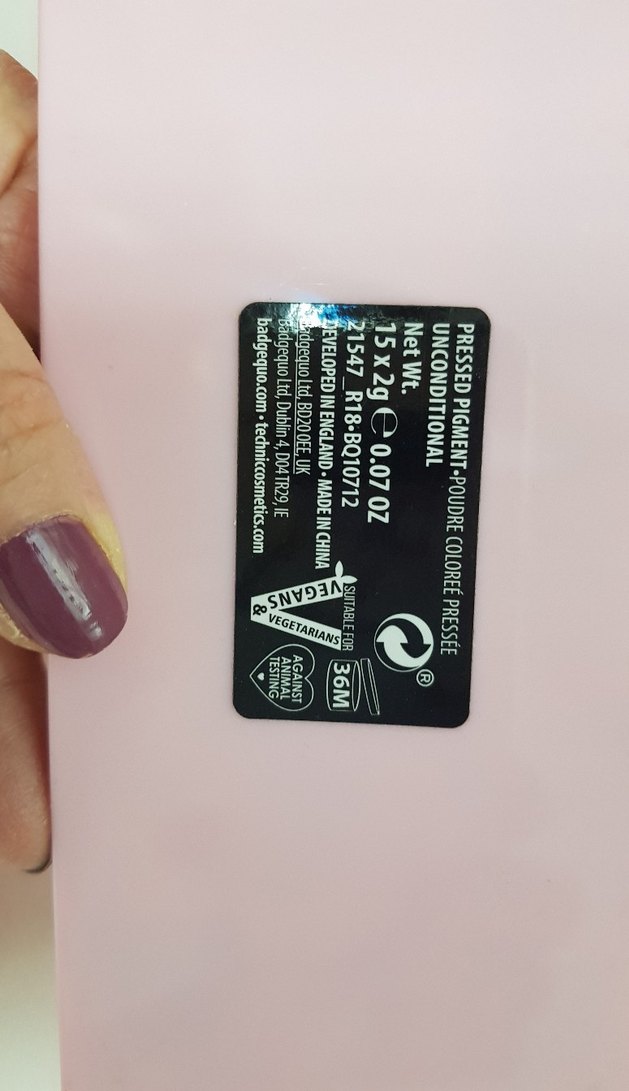 PRESSED PIGMENT•POUDRE COLOREÉ PRESSÉE
UNCONDITIONAL
Net Wt.
15 x 2g ℮ 0.07 OZ
21547_R18•BQ10712
DEVELOPED IN ENGLAND • MADE IN CHINA
Badgequo Ltd, BD20 0EE, UK
Badgequo Ltd, Dublin 4, D04 TR29, IE
badgequo.com • techniccosmetics.com
®
36M
SUITABLE FOR
VEGANS
&
VEGETARIANS
AGAINST
ANIMAL
TESTING